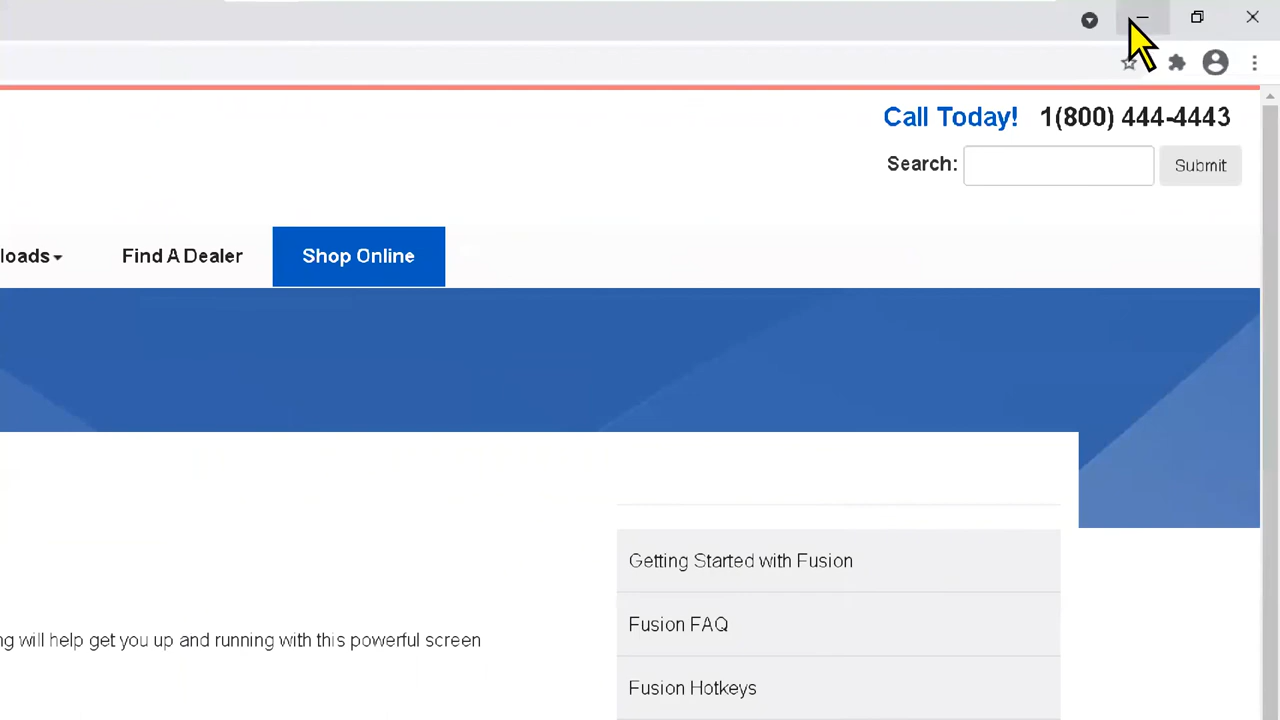 Call Today! 1(800) 444-4443
Search: Submit
loads Find A Dealer Shop Online
Getting Started with Fusion
Fusion FAQ
ng will help get you up and running with this powerful screen
Fusion Hotkeys